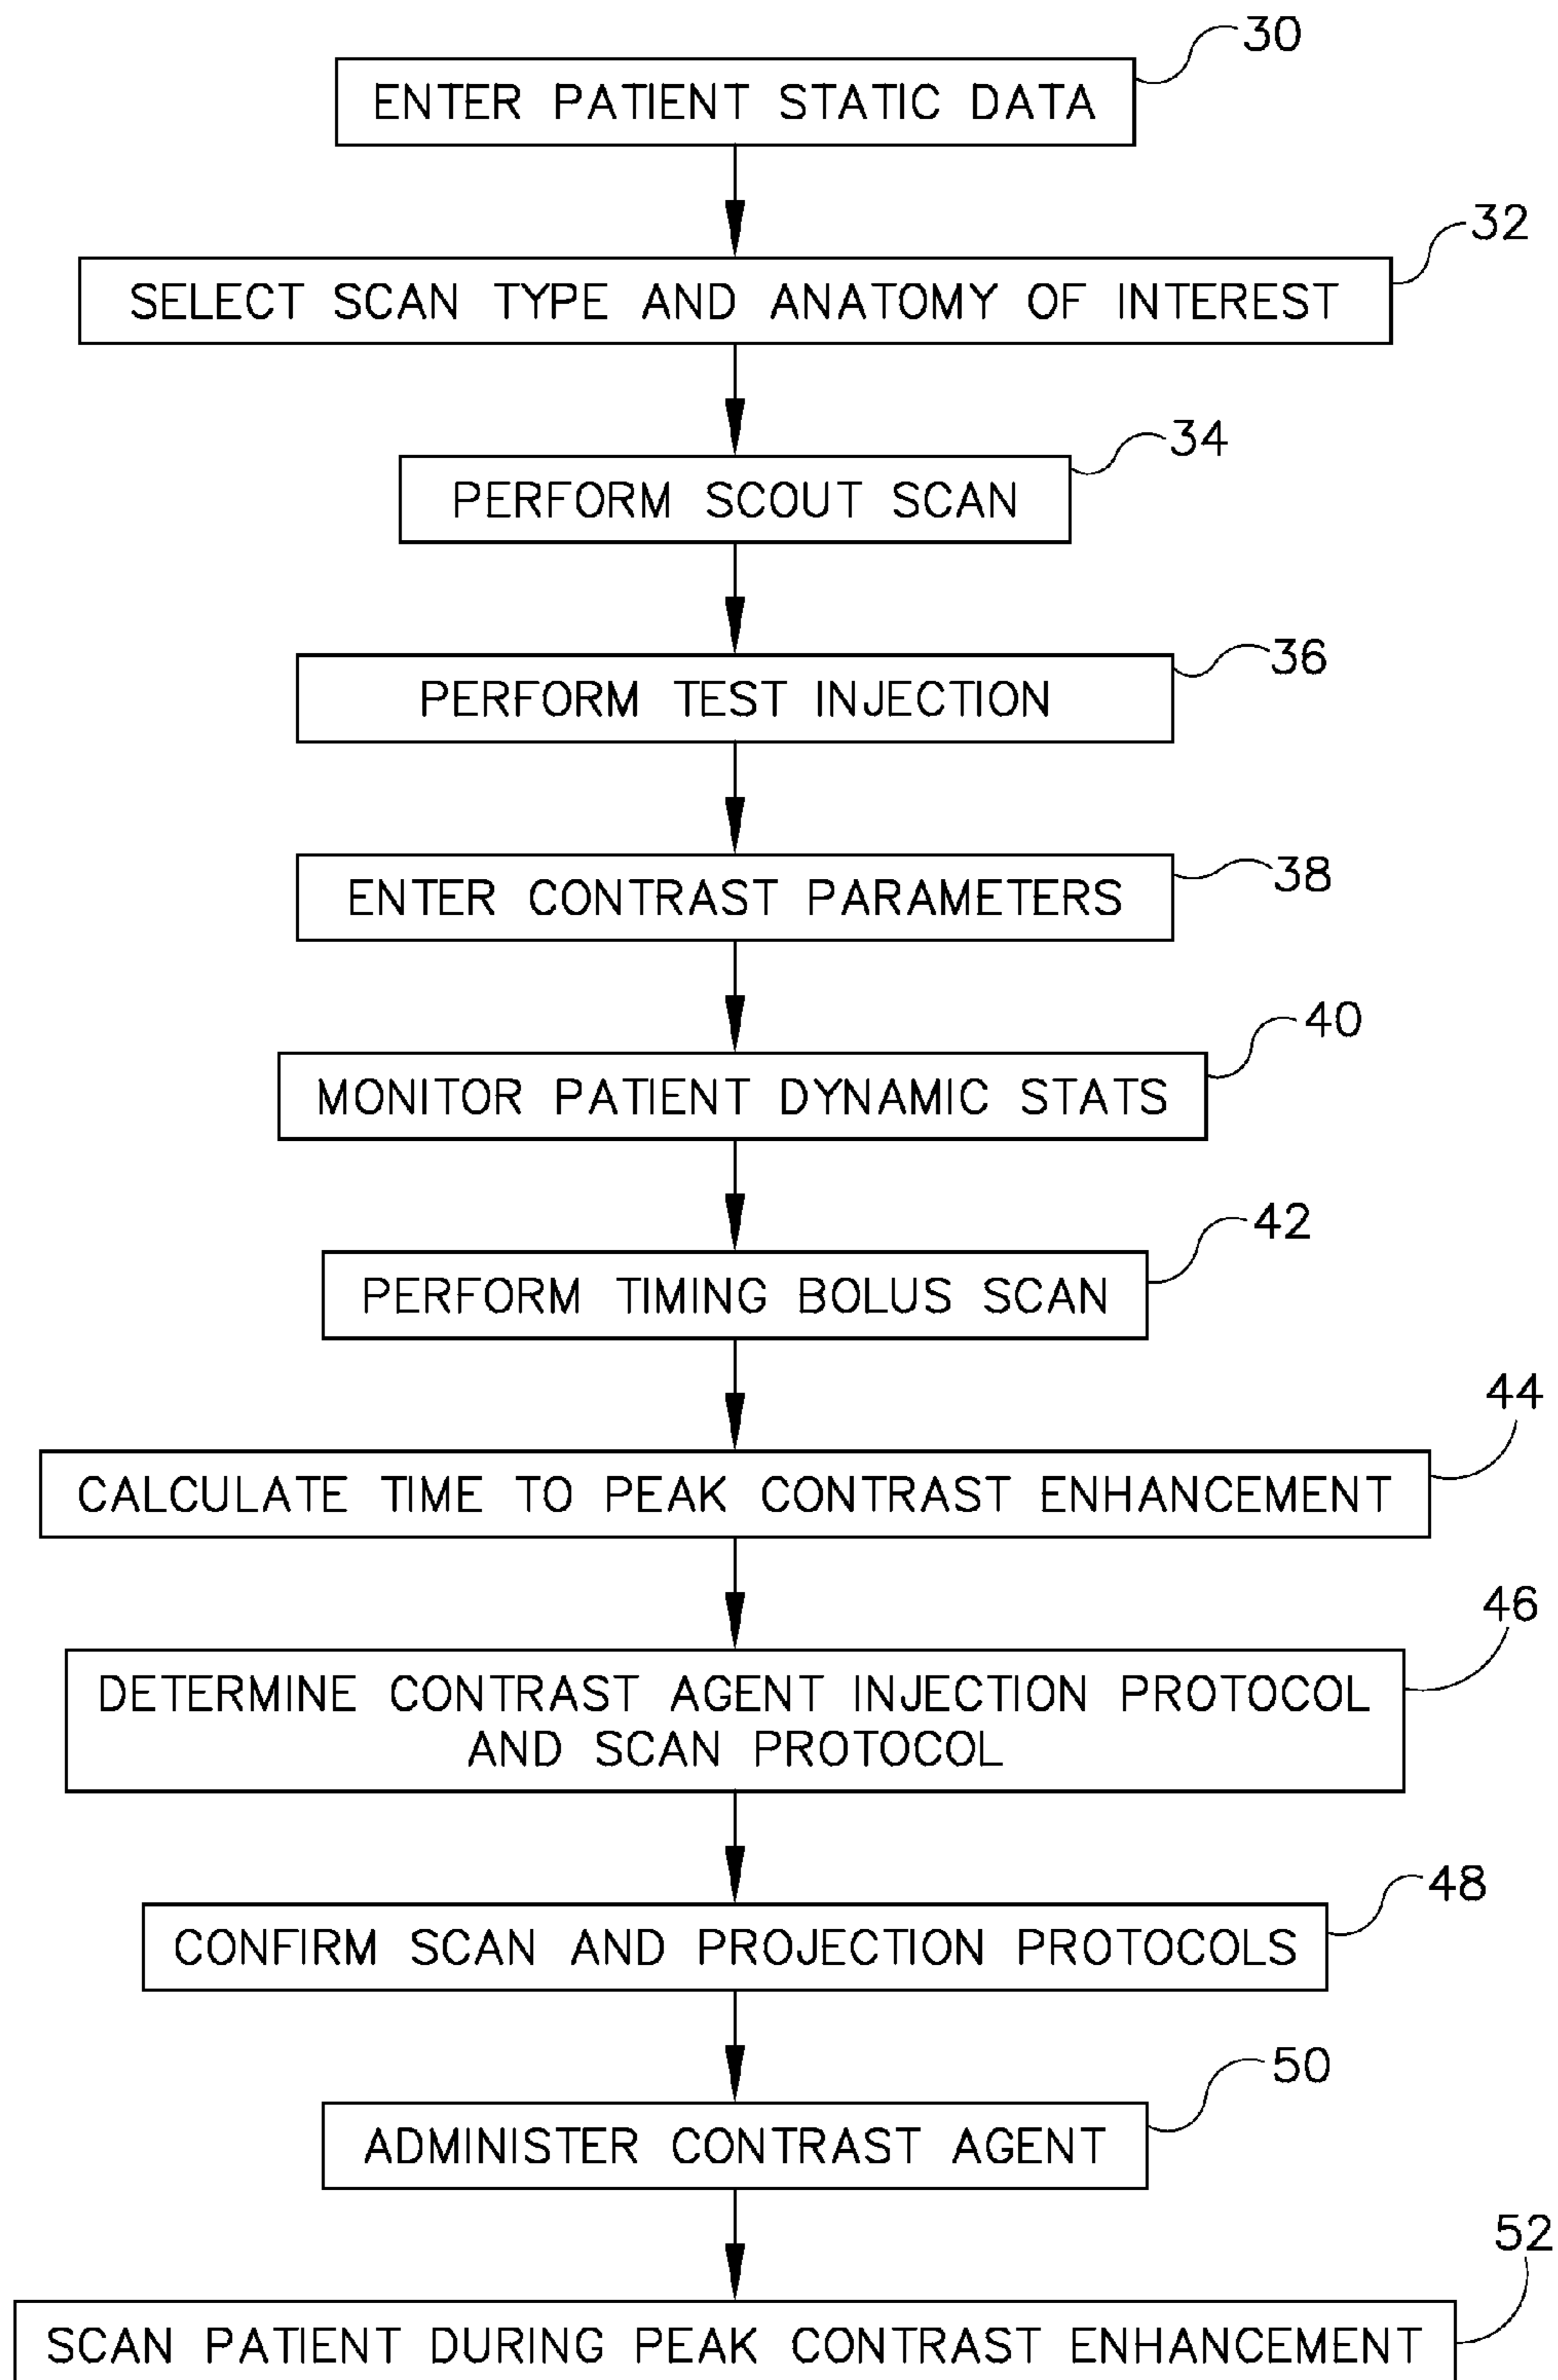 30
ENTER PATIENT STATIC DATA
32
SELECT SCAN TYPE AND ANATOMY OF INTEREST
34
PERFORM SCOUT SCAN
36
PERFORM TEST INJECTION
38
ENTER CONTRAST PARAMETERS
40
MONITOR PATIENT DYNAMIC STATS
42
PERFORM TIMING BOLUS SCAN
44
CALCULATE TIME TO PEAK CONTRAST ENHANCEMENT
46
DETERMINE CONTRAST AGENT INJECTION PROTOCOL
AND SCAN PROTOCOL
48
CONFIRM SCAN AND PROJECTION PROTOCOLS
50
ADMINISTER CONTRAST AGENT
52
SCAN PATIENT DURING PEAK CONTRAST ENHANCEMENT